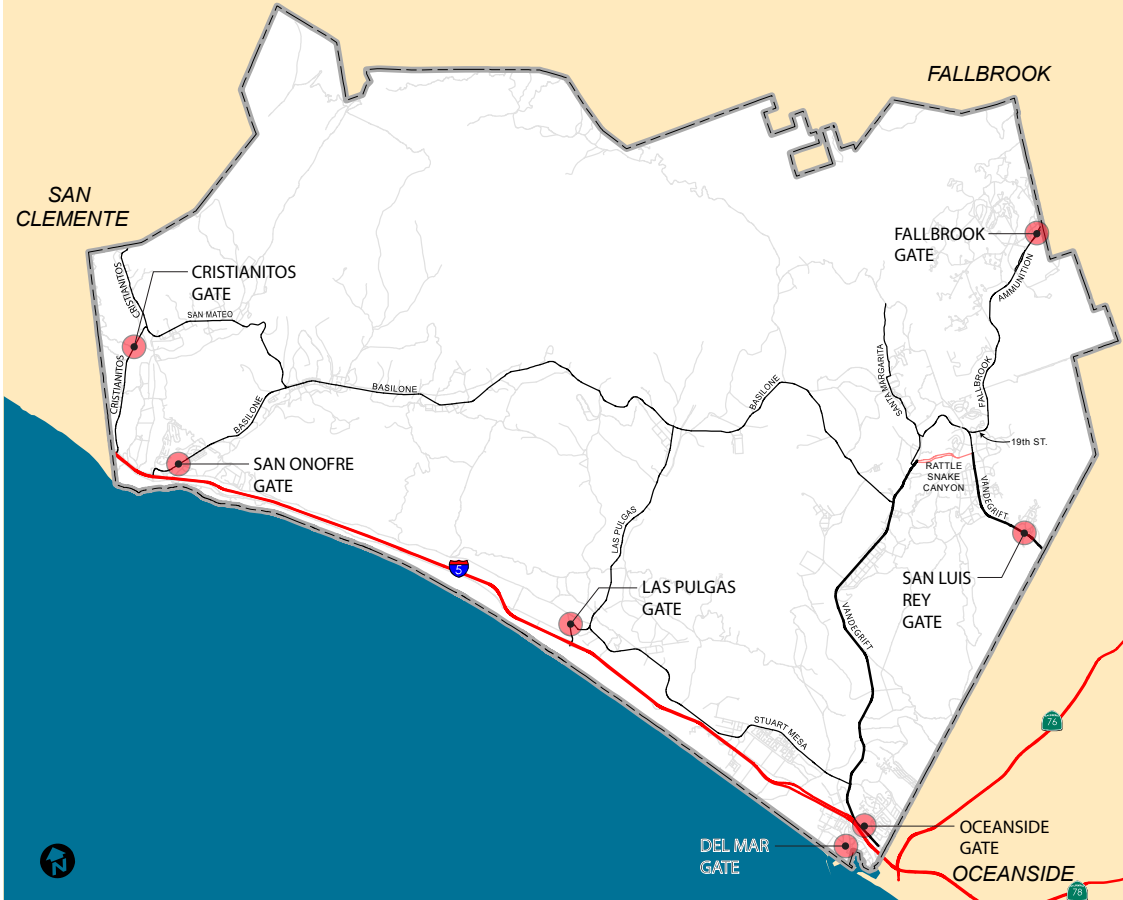 FALLBROOK
SAN
CLEMENTE
FALLBROOK
GATE
CRISTIANITOS
GATE
CRISTIANITOS
AMMUNITION
SAN MATEO
CRISTIANITOS
BASILONE
BASILONE
BASILONE
SANTA MARGARITA
FALLBROOK
19th ST.
SAN ONOFRE
GATE
RATTLE
SNAKE
CANYON
VANDEGRIFT
LAS PULGAS
5
LAS PULGAS
GATE
SAN LUIS
REY
GATE
VANDEGRIFT
STUART MESA
76
OCEANSIDE
GATE
DEL MAR
GATE
OCEANSIDE
78
N